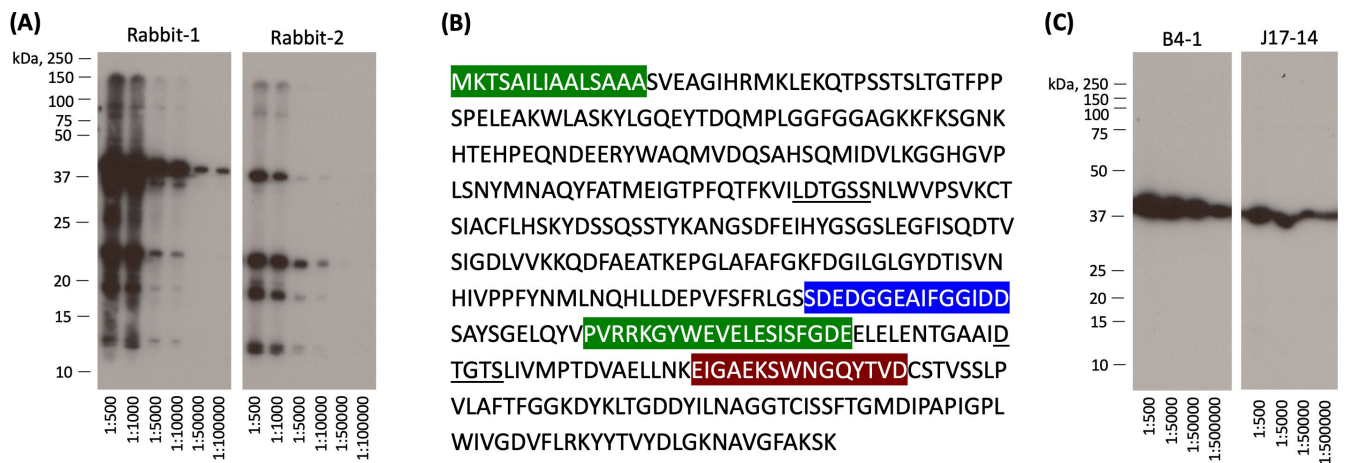 (A)
Rabbit-1 Rabbit-2
kDa, 250
150
100
75
50
37
25
20
15
10
1:500 1:1000 1:5000 1:10000 1:50000 1:100000
1:500 1:1000 1:5000 1:10000 1:50000 1:100000
(B)
MKTSAILIAALSAAASVEAGIHRMKLEKQTPSSTSLTGTFPP
SPELEAKWLASKYLGQEYTDQMPLGGFGGAGKKFKSGNK
HTEHPEQNDEERYWAQMVDQSAHSQMIDVLKGGHGVP
LSNYMNAQYFATMEIGTPFQTFKVILDTGSSNLWVPSVKCT
SIACFLHSKYDSSQSSTYKANGSDFEIHYGSGSLEGFISQDTV
SIGDLVVKKQDFAEATKEPGLAFAFGKFDGILGLGYDTISVN
HIVPPFYNMLNQHLLDEPVFSFRLGSSDEDGGEAIFGGIDD
SAYSGELQYVPVRRKGYWEVELESISFGDEELELENTGAAID
TGTSLIVMPTDVAELLNKEIGAEKSWNGQYTVDCSTVSSLP
VLAFTFGGKDYKLTGDDYILNAGGTCISSFTGMDIPAPIGPL
WIVGDVFLRKYYTVYDLGKNAVGFAKSK
(C)
B4-1 J17-14
kDa, 250
150
100
75
50
37
25
20
15
10
1:500 1:5000 1:50000 1:500000
1:500 1:5000 1:50000 1:500000